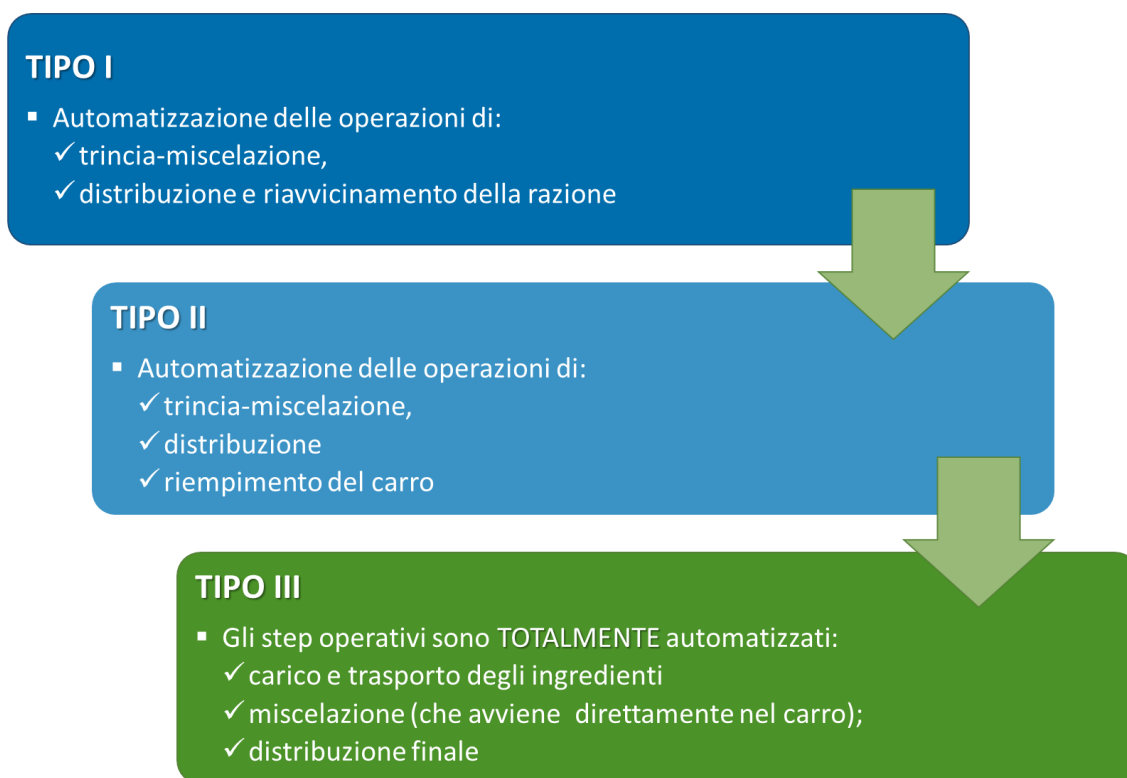 TIPO I
▪ Automatizzazione delle operazioni di:
✓ trincia-miscelazione,
✓ distribuzione e riavvicinamento della razione
TIPO II
▪ Automatizzazione delle operazioni di:
✓ trincia-miscelazione,
✓ distribuzione
✓ riempimento del carro
TIPO III
▪ Gli step operativi sono TOTALMENTE automatizzati:
✓ carico e trasporto degli ingredienti
✓ miscelazione (che avviene direttamente nel carro);
✓ distribuzione finale